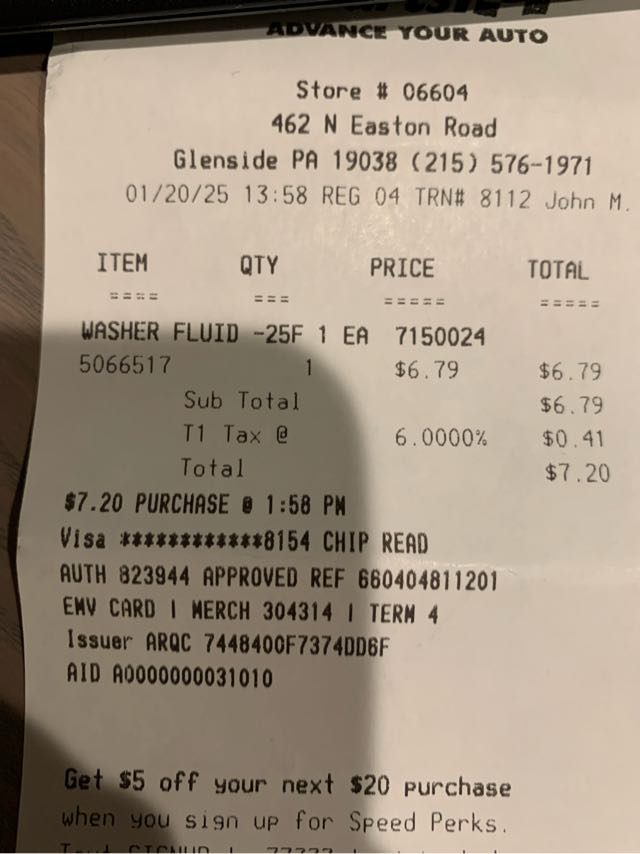 ADVANCE YOUR AUTO
Store # 06604
462 N Easton Road
Glenside PA 19038 (215) 576-1971
01/20/25 13:58 REG 04 TRN# 8112 John M.
ITEM QTY PRICE TOTAL
==== === ===== =====
WASHER FLUID -25F 1 EA 7150024
5066517 1 $6.79 $6.79
Sub Total $6.79
T1 Tax @ 6.0000% $0.41
Total $7.20
$7.20 PURCHASE @ 1:58 PM
Visa ************8154 CHIP READ
AUTH 823944 APPROVED REF 660404811201
EMV CARD | MERCH 304314 | TERM 4
Issuer ARQC 7448400F7374DD6F
AID A0000000031010
Get $5 off your next $20 purchase
when you sign up for Speed Perks.